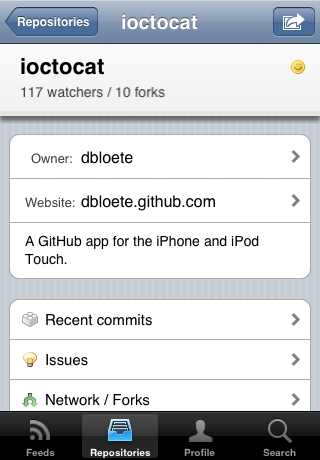 Repositories
ioctocat
ioctocat
117 watchers / 10 forks
Owner: dbloete
Website: dbloete.github.com
A GitHub app for the iPhone and iPod
Touch.
Recent commits
Issues
Network / Forks
Feeds
Repositories
Profile
Search